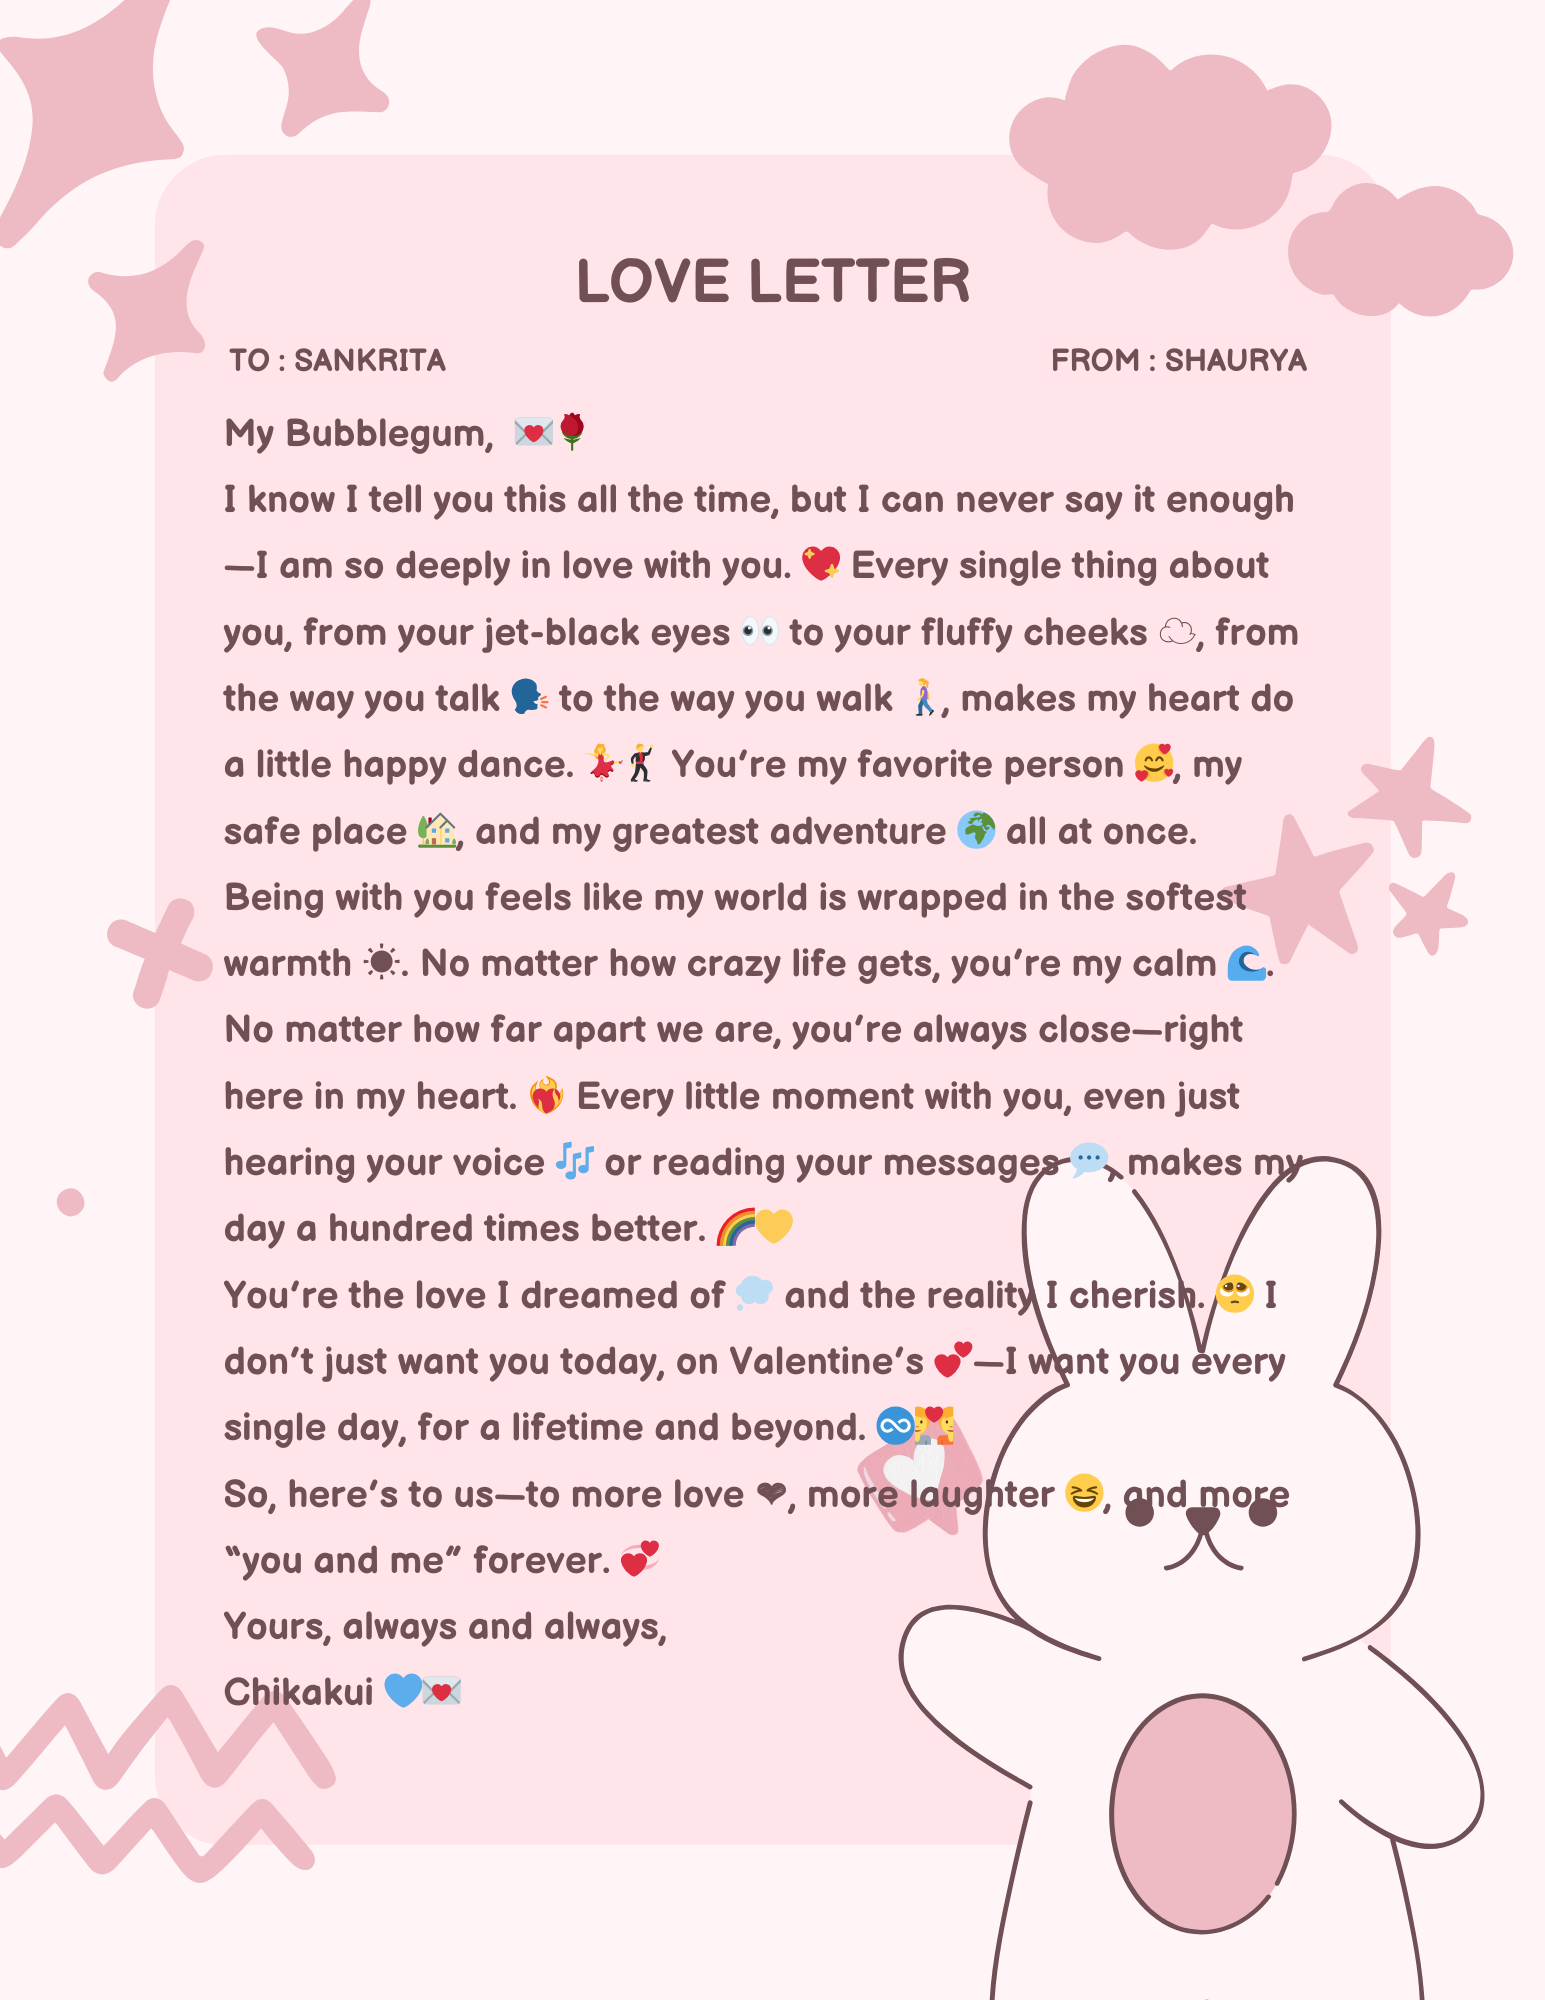 LOVE LETTER
TO : SANKRITA
FROM : SHAURYA
My Bubblegum, 💌🌹
I know I tell you this all the time, but I can never say it enough
—I am so deeply in love with you. 💖 Every single thing about
you, from your jet-black eyes 👀 to your fluffy cheeks ☁, from
the way you talk 🗣️ to the way you walk 🚶‍♀️, makes my heart do
a little happy dance. 💃🕺 You’re my favorite person 🥰, my
safe place 🏡, and my greatest adventure 🌍 all at once.
Being with you feels like my world is wrapped in the softest
warmth ☀. No matter how crazy life gets, you’re my calm 🌊.
No matter how far apart we are, you’re always close—right
here in my heart. ❤️‍🔥 Every little moment with you, even just
hearing your voice 🎶 or reading your messages 💬, makes my
day a hundred times better. 🌈💛
You’re the love I dreamed of 💭 and the reality I cherish. 🥺 I
don’t just want you today, on Valentine’s 💕—I want you every
single day, for a lifetime and beyond. ♾️💑
So, here’s to us—to more love ❤, more laughter 😆, and more
“you and me” forever. 💞
Yours, always and always,
Chikakui 💙💌